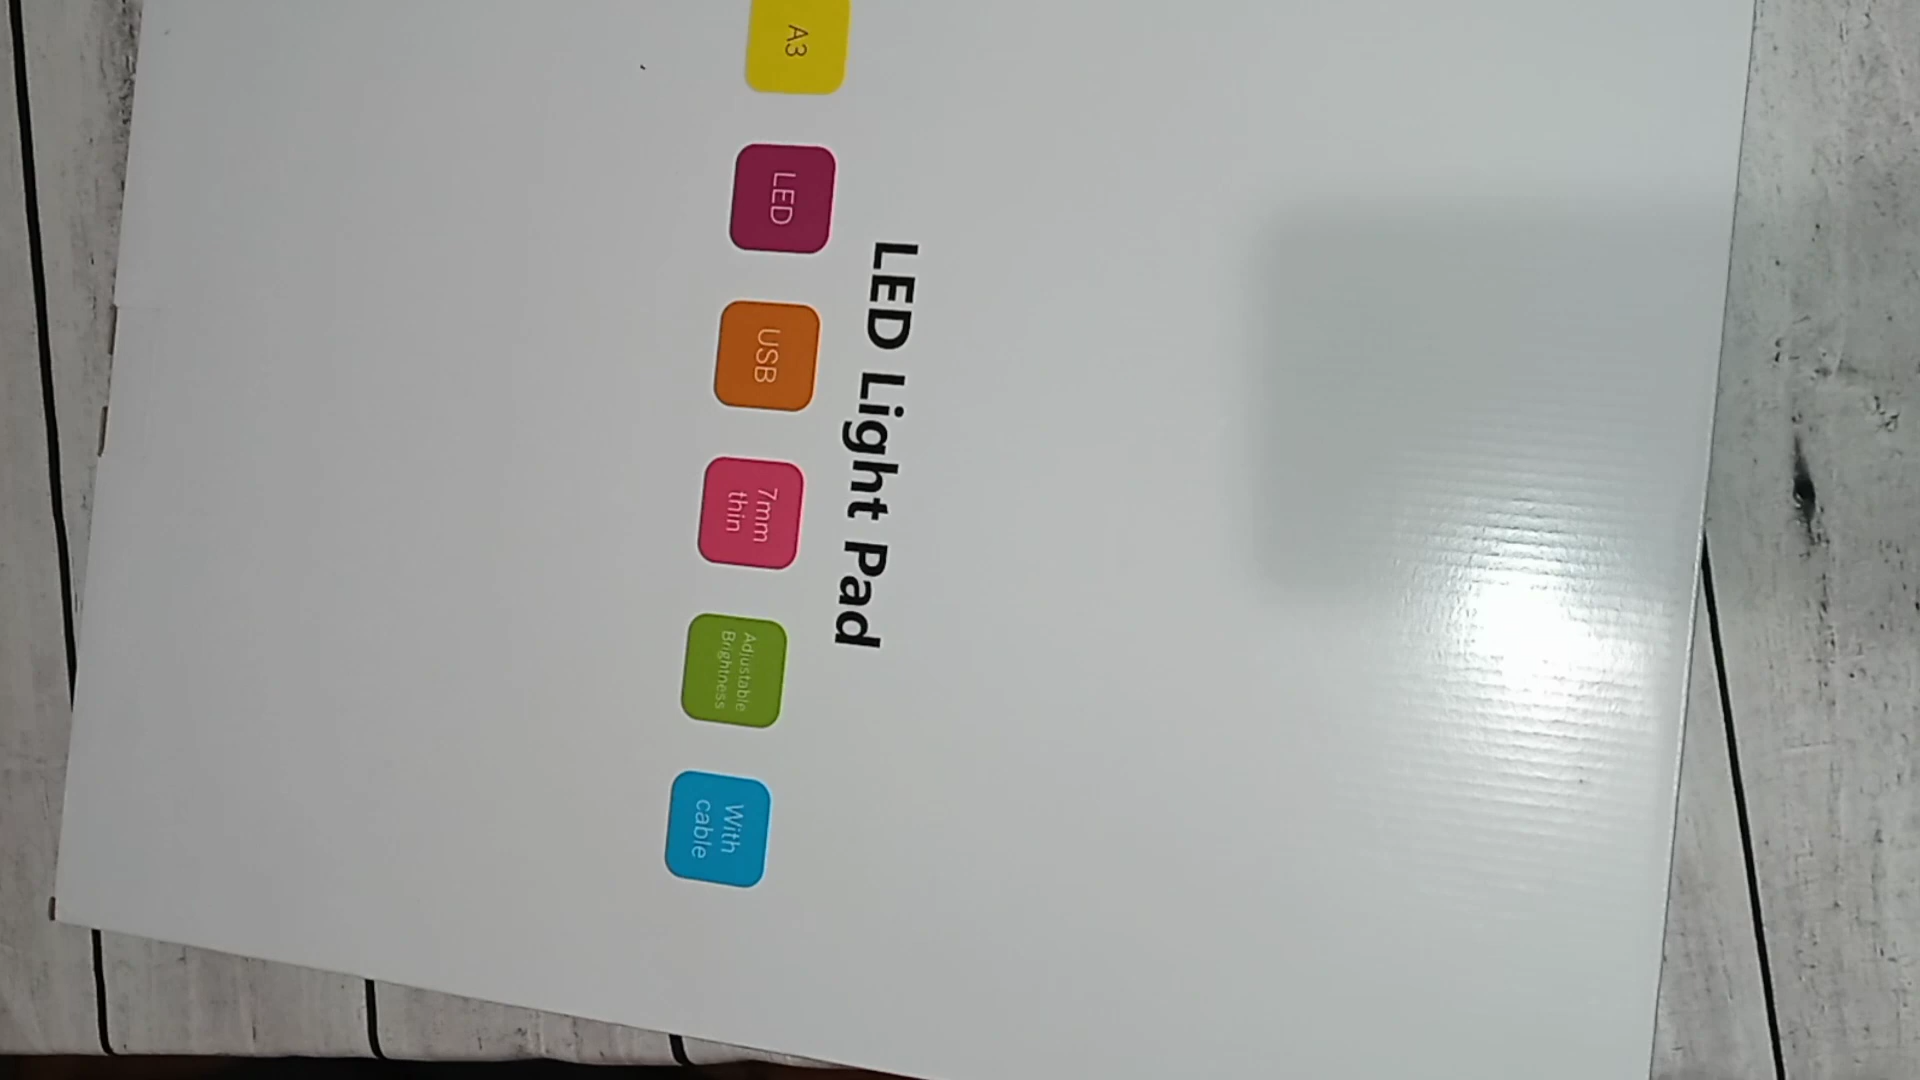 LED Light Pad
A3
LED
USB
7mm
thin
Adjustable
Brightness
With
cable